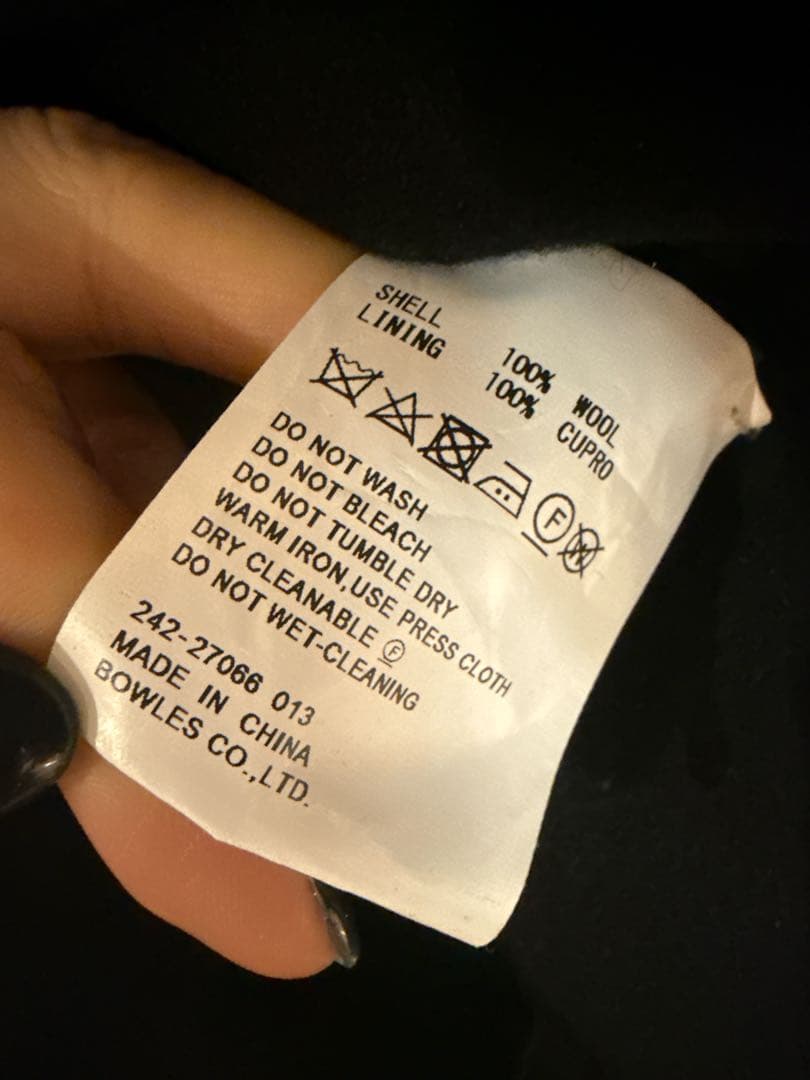 SHELL 100% WOOL
LINING 100% CUPRO
F W
DO NOT WASH
DO NOT BLEACH
DO NOT TUMBLE DRY
WARM IRON,USE PRESS CLOTH
DRY CLEANABLE Ⓕ
DO NOT WET-CLEANING
242-27066 013
MADE IN CHINA
BOWLES CO.,LTD.